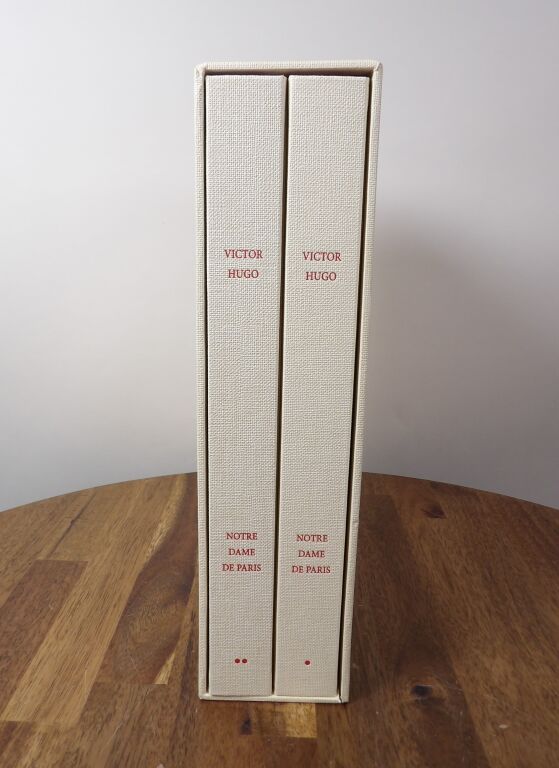 VICTOR
HUGO
NOTRE
DAME
DE PARIS
VICTOR
HUGO
NOTRE
DAME
DE PARIS